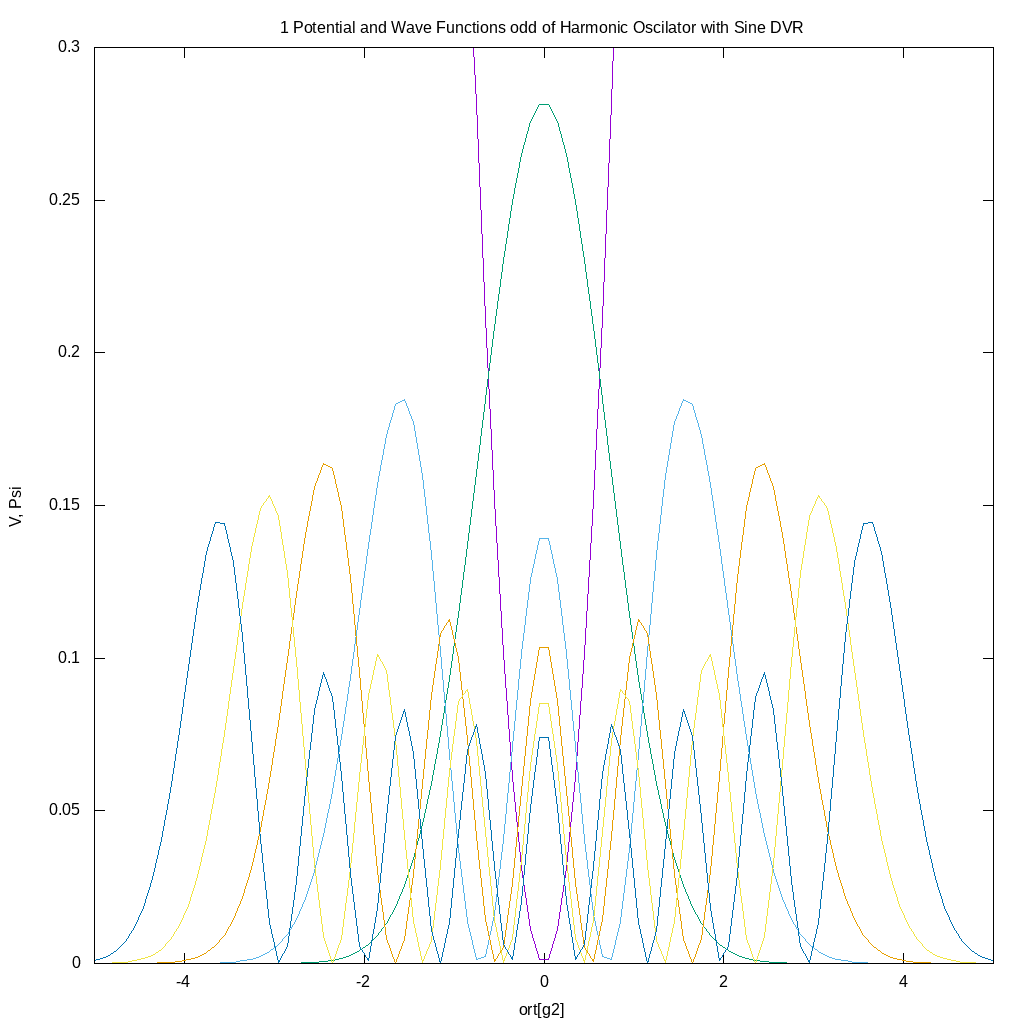 1 Potential and Wave Functions odd of Harmonic Oscilator with Sine DVR
0.3
0.25
0.2
0.15
0.1
0.05
0
V, Psi
-4 -2 0 2 4
ort[g2]